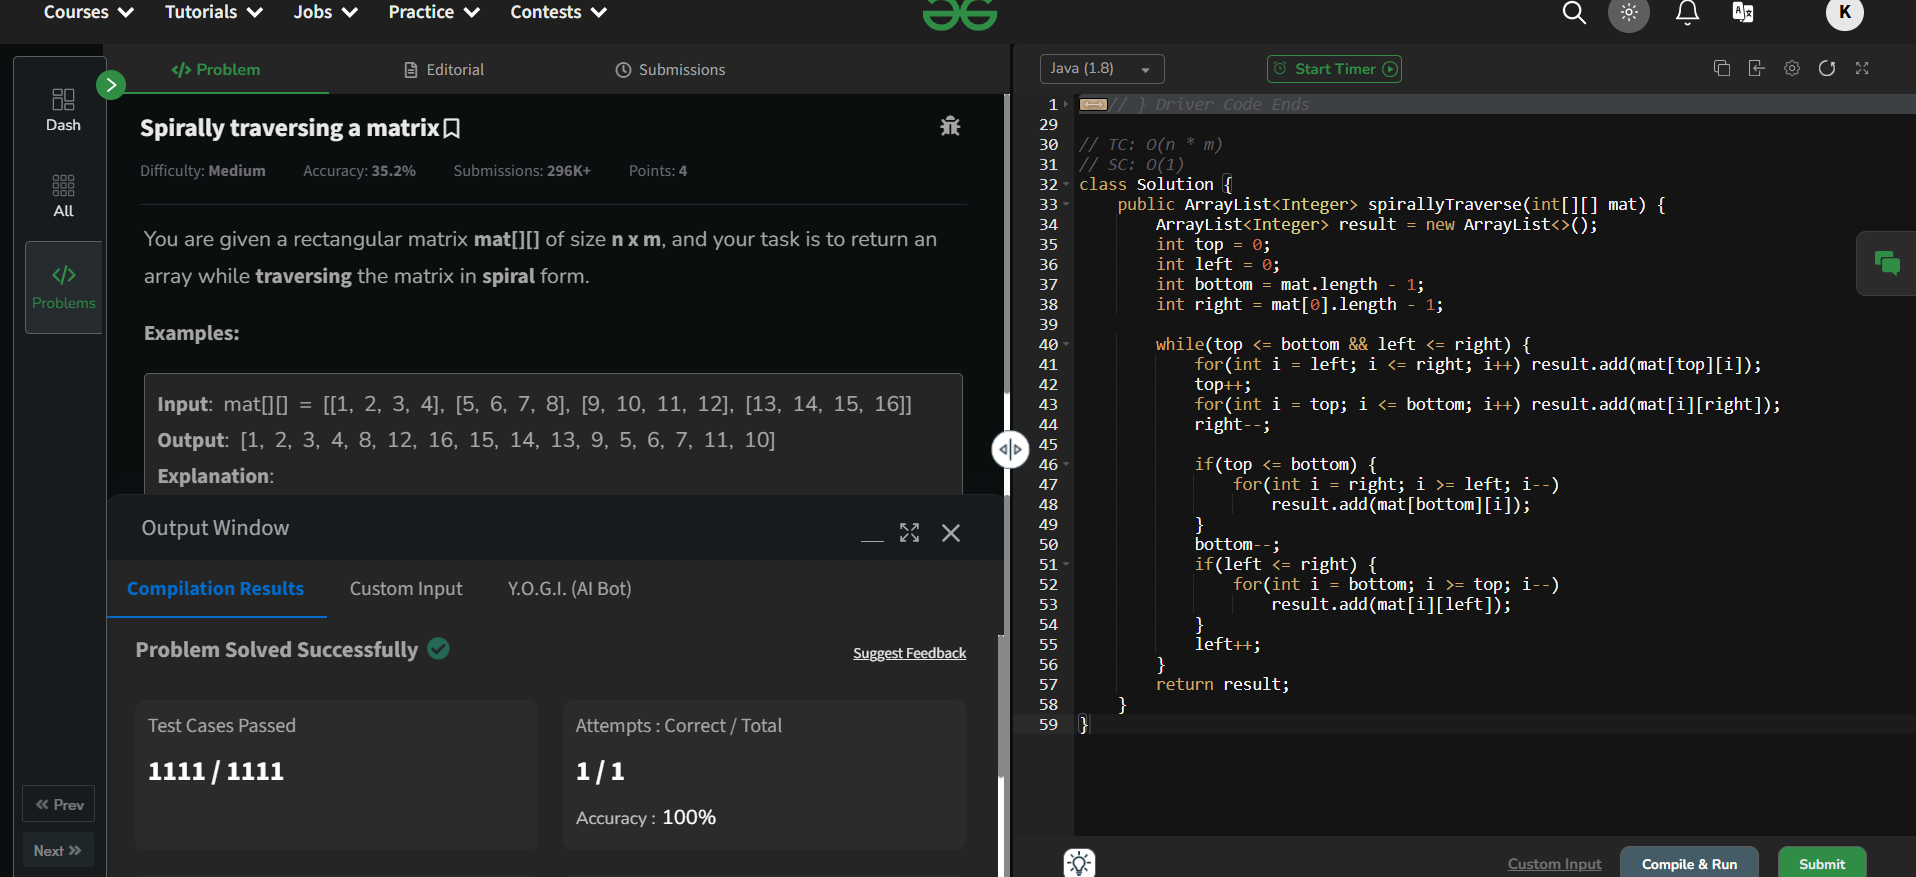 Courses Tutorials Jobs Practice Contests K
Dash
All
Problems
« Prev
Next »
</> Problem Editorial Submissions
Spirally traversing a matrix
Difficulty: Medium Accuracy: 35.2% Submissions: 296K+ Points: 4
You are given a rectangular matrix mat[][] of size n x m, and your task is to return an
array while traversing the matrix in spiral form.
Examples:
Input: mat[][] = [[1, 2, 3, 4], [5, 6, 7, 8], [9, 10, 11, 12], [13, 14, 15, 16]]
Output: [1, 2, 3, 4, 8, 12, 16, 15, 14, 13, 9, 5, 6, 7, 11, 10]
Explanation:
Output Window
Compilation Results Custom Input Y.O.G.I. (AI Bot)
Problem Solved Successfully
Suggest Feedback
Test Cases Passed
1111 / 1111
Attempts : Correct / Total
1 / 1
Accuracy : 100%
Java (1.8) Start Timer
1 // } Driver Code Ends
29
30 // TC: O(n * m)
31 // SC: O(1)
32 class Solution {
33 public ArrayList<Integer> spirallyTraverse(int[][] mat) {
34 ArrayList<Integer> result = new ArrayList<>();
35 int top = 0;
36 int left = 0;
37 int bottom = mat.length - 1;
38 int right = mat[0].length - 1;
39
40 while(top <= bottom && left <= right) {
41 for(int i = left; i <= right; i++) result.add(mat[top][i]);
42 top++;
43 for(int i = top; i <= bottom; i++) result.add(mat[i][right]);
44 right--;
45
46 if(top <= bottom) {
47 for(int i = right; i >= left; i--)
48 result.add(mat[bottom][i]);
49 }
50 bottom--;
51 if(left <= right) {
52 for(int i = bottom; i >= top; i--)
53 result.add(mat[i][left]);
54 }
55 left++;
56 }
57 return result;
58 }
59 }
Custom Input Compile & Run Submit